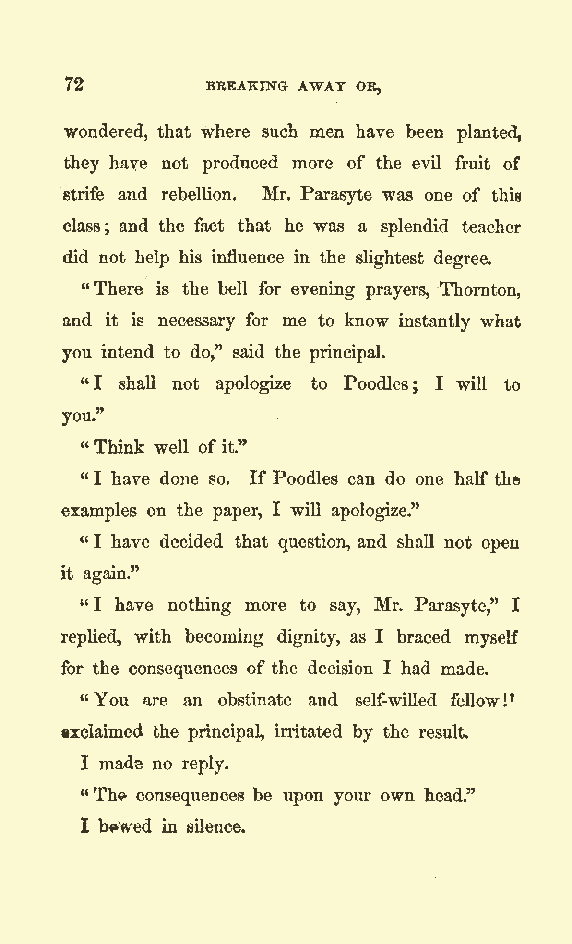 72 BREAKING AWAY OR,
wondered, that where such men have been planted,
they have not produced more of the evil fruit of
strife and rebellion. Mr. Parasyte was one of this
class; and the fact that he was a splendid teacher
did not help his influence in the slightest degree.
“There is the bell for evening prayers, Thornton,
and it is necessary for me to know instantly what
you intend to do,” said the principal.
“I shall not apologize to Poodles; I will to
you.”
“Think well of it.”
“I have done so. If Poodles can do one half the
examples on the paper, I will apologize.”
“I have decided that question, and shall not open
it again.”
“I have nothing more to say, Mr. Parasyte,” I
replied, with becoming dignity, as I braced myself
for the consequences of the decision I had made.
“You are an obstinate and self-willed fellow!”
exclaimed the principal, irritated by the result.
I made no reply.
“The consequences be upon your own head.”
I bowed in silence.